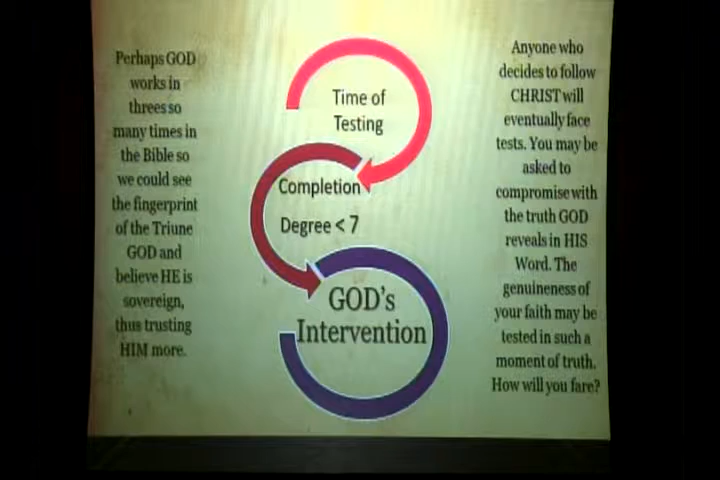 Perhaps GOD
works in
threes so
many times in
the Bible so
we could see
the fingerprint
of the Triune
GOD and
believe HE is
sovereign,
thus trusting
HIM more.
Time of
Testing
Completion
Degree < 7
GOD's
Intervention
Anyone who
decides to follow
CHRIST will
eventually face
tests. You may be
asked to
compromise with
the truth GOD
reveals in HIS
Word. The
genuineness of
your faith may be
tested in such a
moment of truth.
How will you fare?